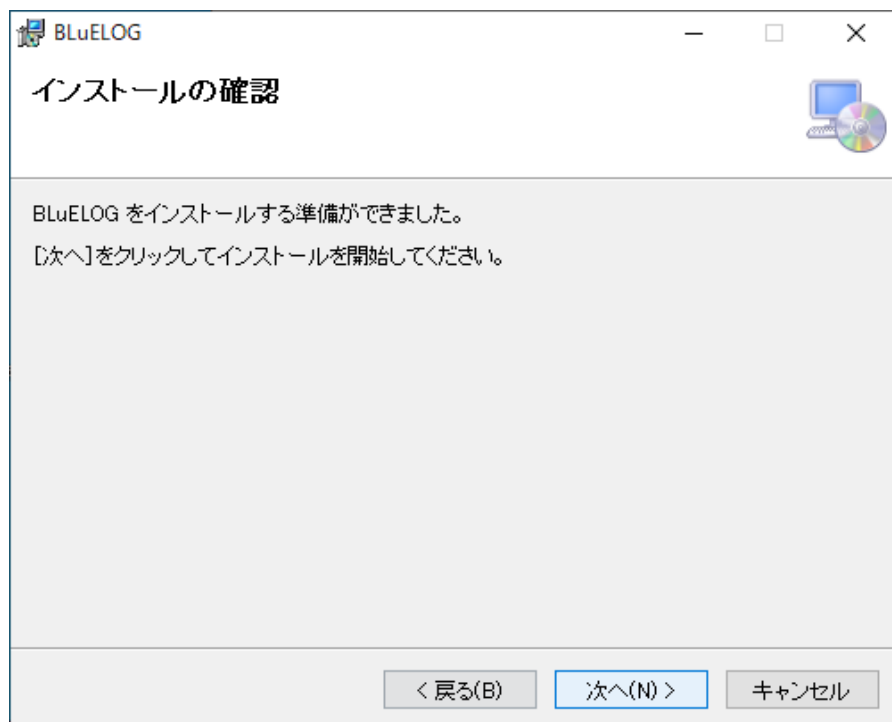 BLuELOG
インストールの確認
BLuELOG をインストールする準備ができました。
[次へ]をクリックしてインストールを開始してください。
< 戻る(B)
次へ(N) >
キャンセル